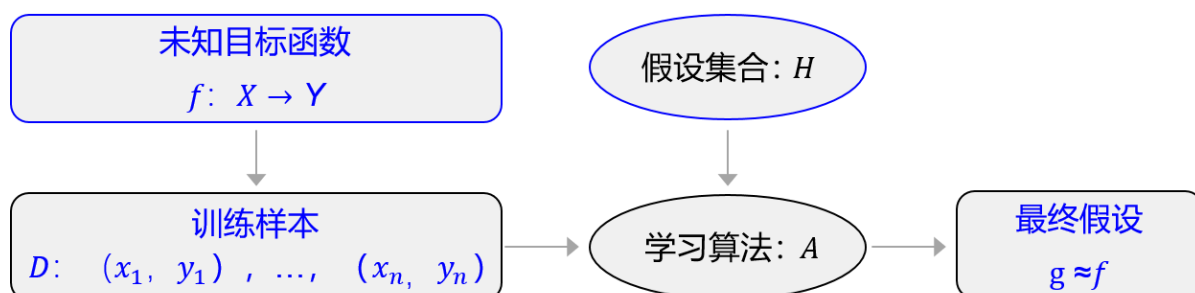 未知目标函数
f: X → Y
假设集合: H
训练样本
D: (x₁, y₁) , ..., (xₙ, yₙ)
学习算法: A
最终假设
g ≈f